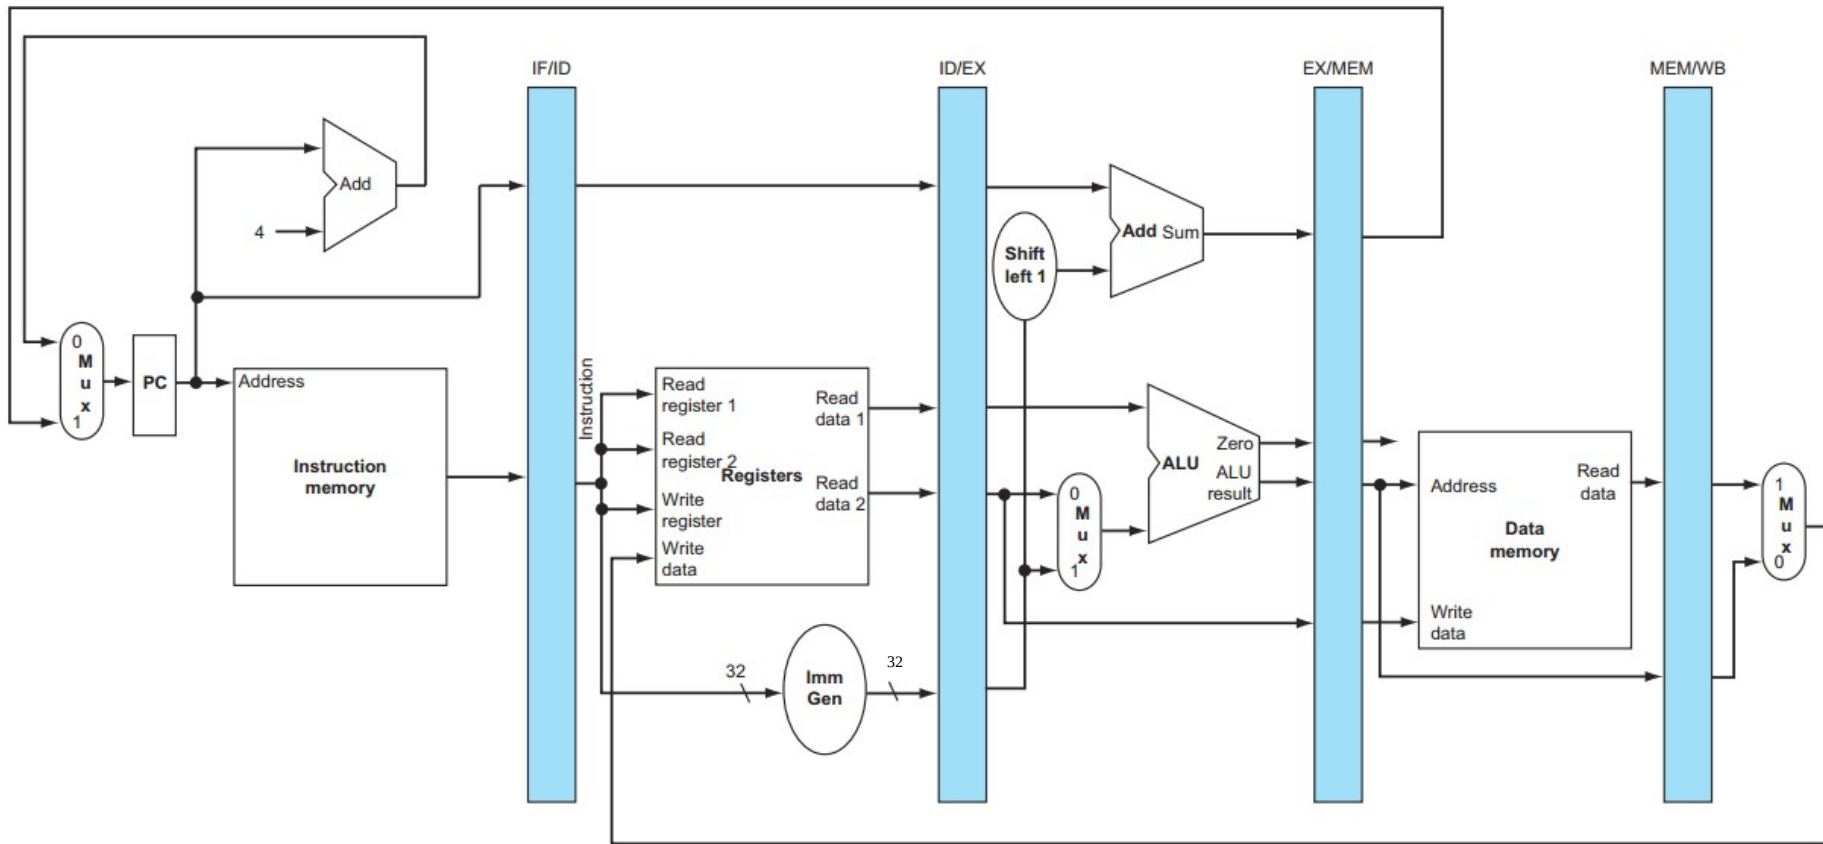 IF/ID
ID/EX
EX/MEM
MEM/WB
Add
4
Add Sum
Shift
left 1
0
M
u
x
1
PC
Address
Instruction
memory
Instruction
Read
register 1
Read
register 2
Registers
Write
register
Write
data
Read
data 1
Read
data 2
0
M
u
x
1
ALU
Zero
ALU
result
Address
Read
data
Data
memory
Write
data
1
M
u
x
0
32
Imm
Gen
32